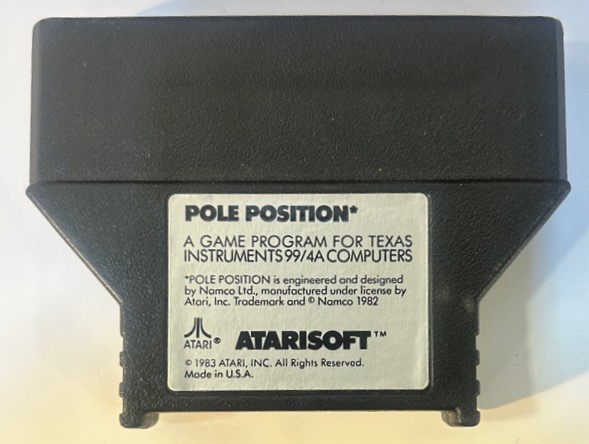 POLE POSITION*
A GAME PROGRAM FOR TEXAS
INSTRUMENTS 99/4A COMPUTERS
*POLE POSITION is engineered and designed
by Namco Ltd., manufactured under license by
Atari, Inc. Trademark and © Namco 1982
ATARI® ATARISOFT™
© 1983 ATARI, INC. All Rights Reserved.
Made in U.S.A.